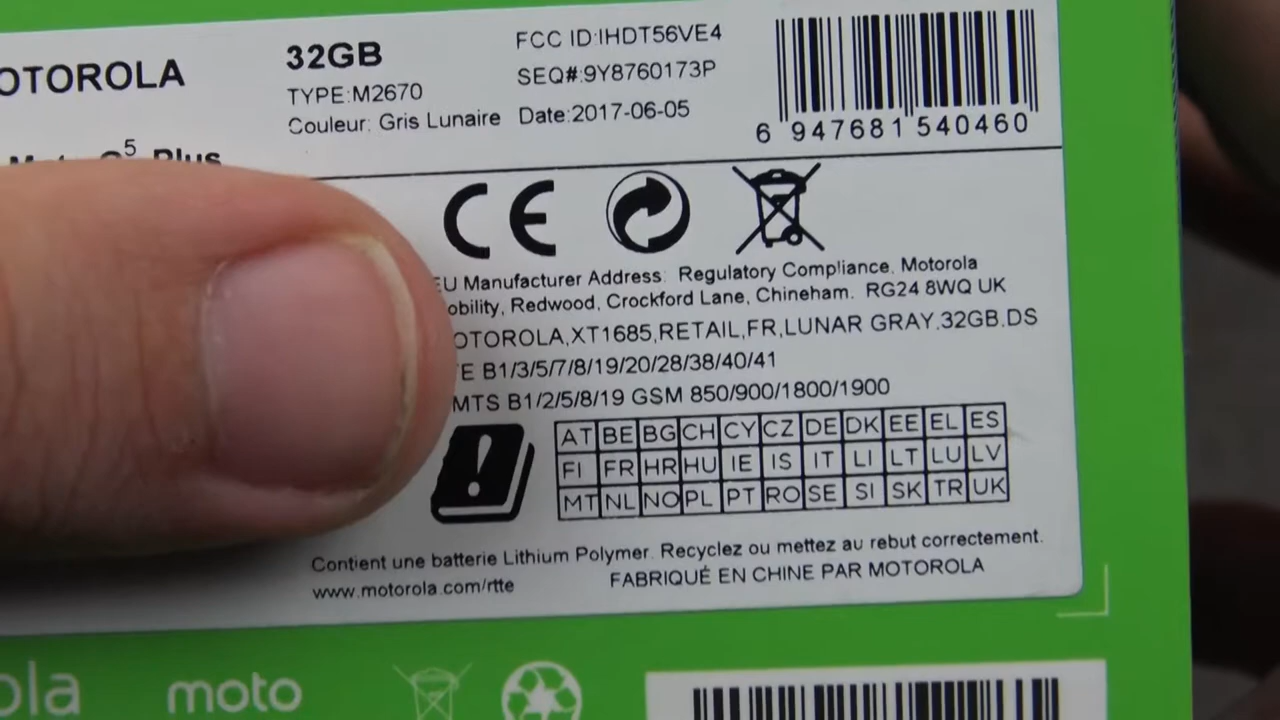 OTOROLA
32GB
TYPE:M2670
Couleur: Gris Lunaire
FCC ID:IHDT56VE4
SEQ#:9Y8760173P
Date:2017-06-05
6 947681 540460
5 Plus
CE
EU Manufacturer Address: Regulatory Compliance, Motorola
obility, Redwood, Crockford Lane, Chineham. RG24 8WQ UK
OTOROLA,XT1685,RETAIL,FR,LUNAR GRAY,32GB,DS
E B1/3/5/7/8/19/20/28/38/40/41
MTS B1/2/5/8/19 GSM 850/900/1800/1900
AT BE BG CH CY CZ DE DK EE EL ES
FI FR HR HU IE IS IT LI LT LU LV
MT NL NO PL PT RO SE SI SK TR UK
Contient une batterie Lithium Polymer. Recyclez ou mettez au rebut correctement.
www.motorola.com/rtte
FABRIQUÉ EN CHINE PAR MOTOROLA
ola
moto